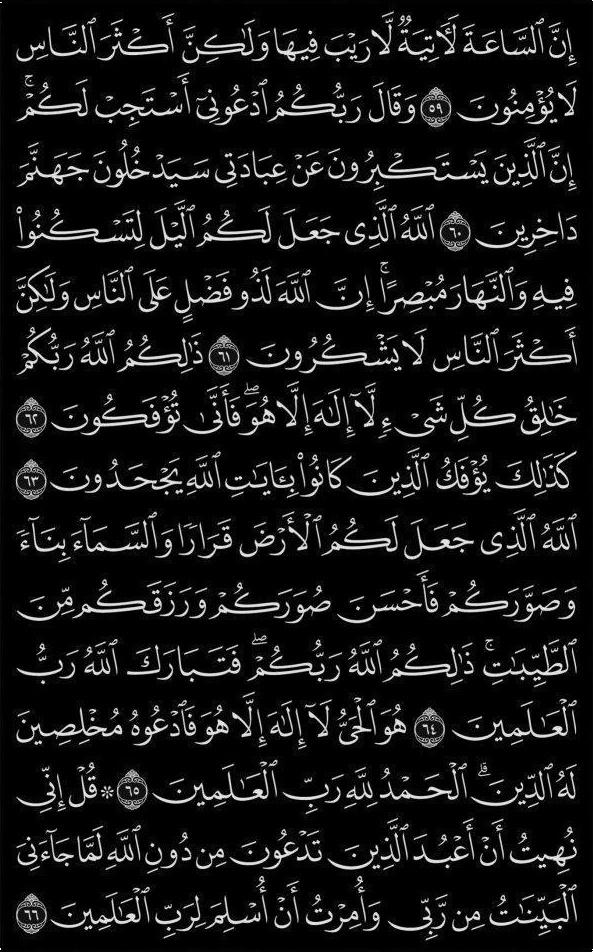 إِنَّ ٱلسَّاعَةَ لَـَٔاتِيَةٌ لَّا رَيْبَ فِيهَا وَلَـٰكِنَّ أَكْثَرَ ٱلنَّاسِ
لَا يُؤْمِنُونَ ۝٥٩ وَقَالَ رَبُّكُمُ ٱدْعُونِىٓ أَسْتَجِبْ لَكُمْ ۚ
إِنَّ ٱلَّذِينَ يَسْتَكْبِرُونَ عَنْ عِبَادَتِى سَيَدْخُلُونَ جَهَنَّمَ
دَاخِرِينَ ۝٦٠ ٱللَّهُ ٱلَّذِى جَعَلَ لَكُمُ ٱلَّيْلَ لِتَسْكُنُوا۟
فِيهِ وَٱلنَّهَارَ مُبْصِرًا ۚ إِنَّ ٱللَّهَ لَذُو فَضْلٍ عَلَى ٱلنَّاسِ وَلَـٰكِنَّ
أَكْثَرَ ٱلنَّاسِ لَا يَشْكُرُونَ ۝٦١ ذَٰلِكُمُ ٱللَّهُ رَبُّكُمْ
خَـٰلِقُ كُلِّ شَىْءٍ لَّآ إِلَـٰهَ إِلَّا هُوَ ۖ فَأَنَّىٰ تُؤْفَكُونَ ۝٦٢
كَذَٰلِكَ يُؤْفَكُ ٱلَّذِينَ كَانُوا۟ بِـَٔايَـٰتِ ٱللَّهِ يَجْحَدُونَ ۝٦٣
ٱللَّهُ ٱلَّذِى جَعَلَ لَكُمُ ٱلْأَرْضَ قَرَارًا وَٱلسَّمَآءَ بِنَآءً
وَصَوَّرَكُمْ فَأَحْسَنَ صُوَرَكُمْ وَرَزَقَكُم مِّنَ
ٱلطَّيِّبَـٰتِ ۚ ذَٰلِكُمُ ٱللَّهُ رَبُّكُمْ ۖ فَتَبَارَكَ ٱللَّهُ رَبُّ
ٱلْعَـٰلَمِينَ ۝٦٤ هُوَ ٱلْحَىُّ لَآ إِلَـٰهَ إِلَّا هُوَ فَٱدْعُوهُ مُخْلِصِينَ
لَهُ ٱلدِّينَ ۗ ٱلْحَمْدُ لِلَّهِ رَبِّ ٱلْعَـٰلَمِينَ ۝٦٥ ۞ قُلْ إِنِّى
نُهِيتُ أَنْ أَعْبُدَ ٱلَّذِينَ تَدْعُونَ مِن دُونِ ٱللَّهِ لَمَّا جَآءَنِىَ
ٱلْبَيِّنَـٰتُ مِن رَّبِّى وَأُمِرْتُ أَنْ أُسْلِمَ لِرَبِّ ٱلْعَـٰلَمِينَ ۝٦٦